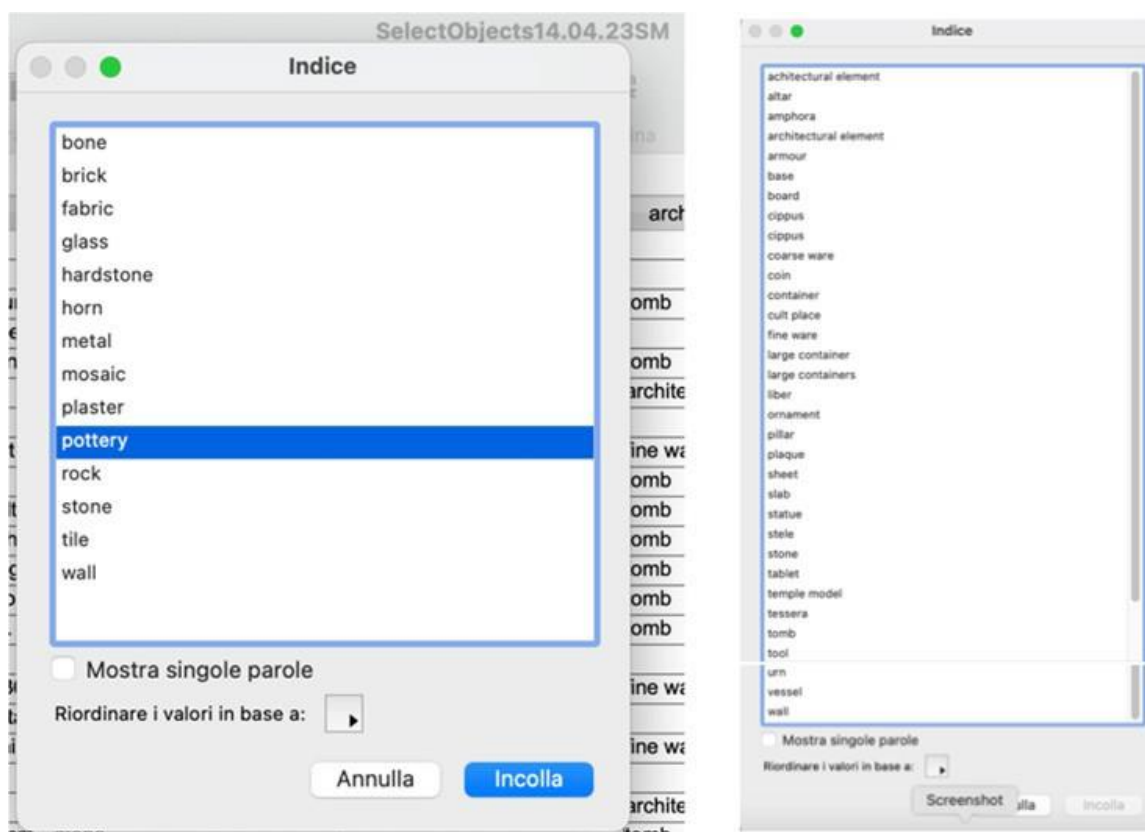 SelectObjects14.04.23SM
Indice
bone
brick
fabric
glass
hardstone
horn
metal
mosaic
plaster
pottery
rock
stone
tile
wall
Mostra singole parole
Riordinare i valori in base a:
Annulla
Incolla
ina
arch
omb
omb
archite
ine wa
omb
omb
omb
omb
omb
omb
ine wa
ine wa
archite
Indice
achitectural element
altar
amphora
architectural element
armour
base
board
cippus
cippus
coarse ware
coin
container
cult place
fine ware
large container
large containers
liber
ornament
pillar
plaque
sheet
slab
statue
stele
stone
tablet
temple model
tessera
tomb
tool
urn
vessel
wall
Mostra singole parole
Riordinare i valori in base a:
Screenshot
ulla
Incolla